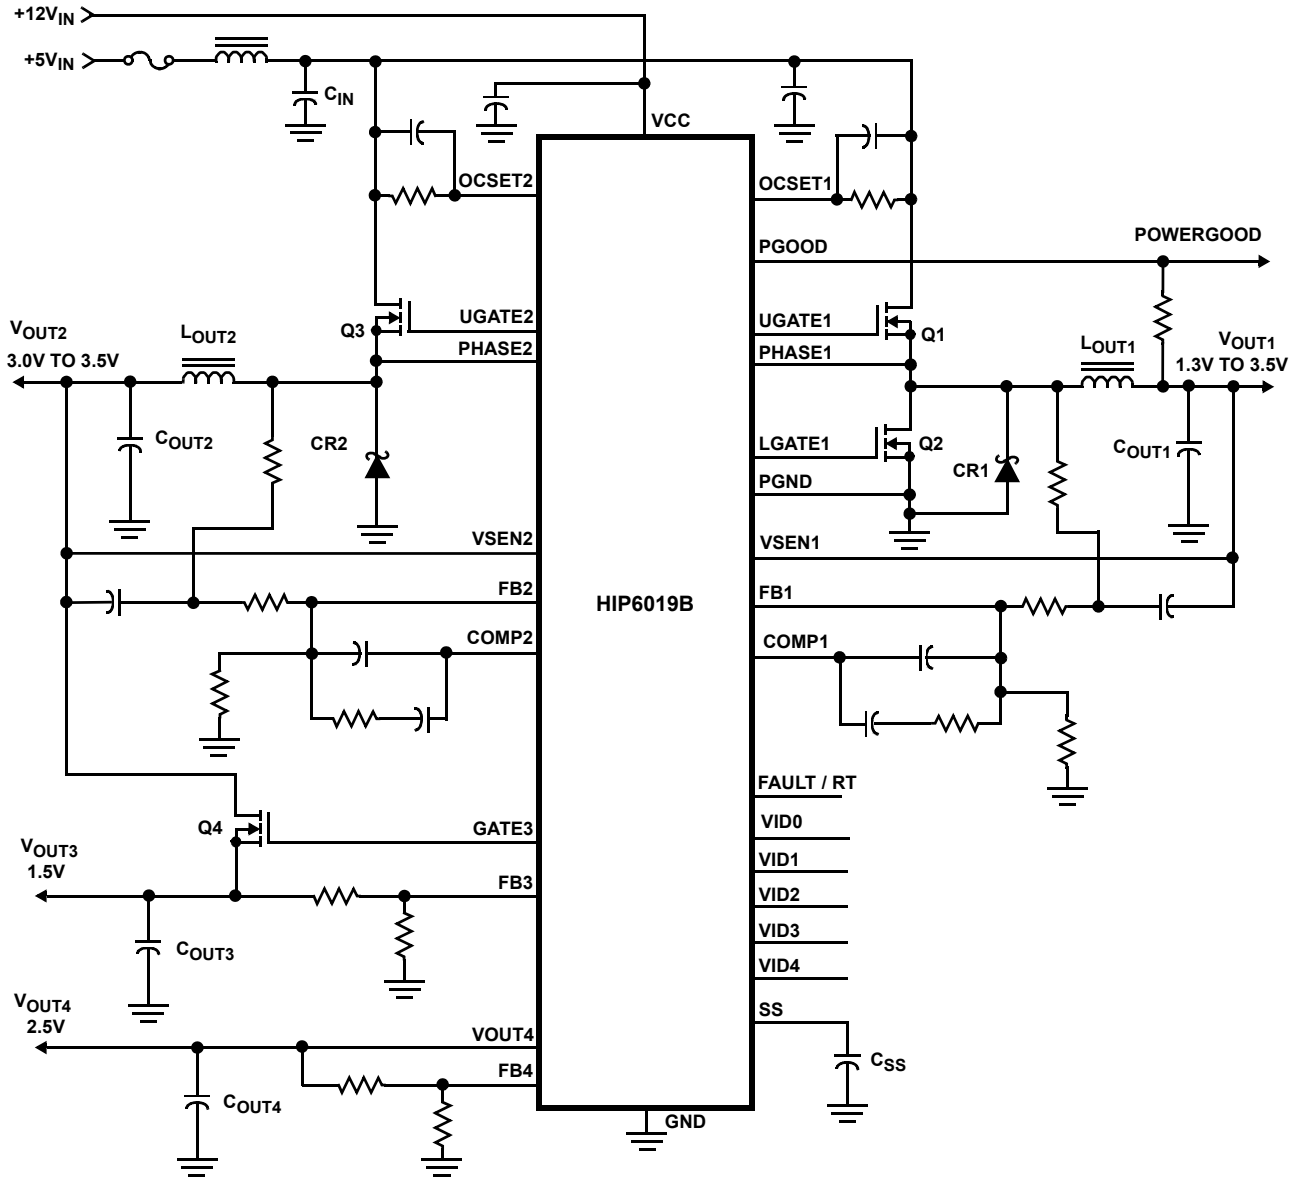 +12VIN
+5VIN
CIN
VCC
OCSET2
OCSET1
PGOOD
POWERGOOD
UGATE2
Q3
PHASE2
UGATE1
Q1
PHASE1
VOUT2
3.0V TO 3.5V
LOUT2
LOUT1
VOUT1
1.3V TO 3.5V
COUT2
CR2
LGATE1
Q2
PGND
CR1
COUT1
VSEN2
VSEN1
FB2
HIP6019B
FB1
COMP2
COMP1
FAULT / RT
Q4
GATE3
VID0
VOUT3
1.5V
VID1
FB3
VID2
COUT3
VID3
VID4
VOUT4
2.5V
SS
VOUT4
FB4
CSS
COUT4
GND